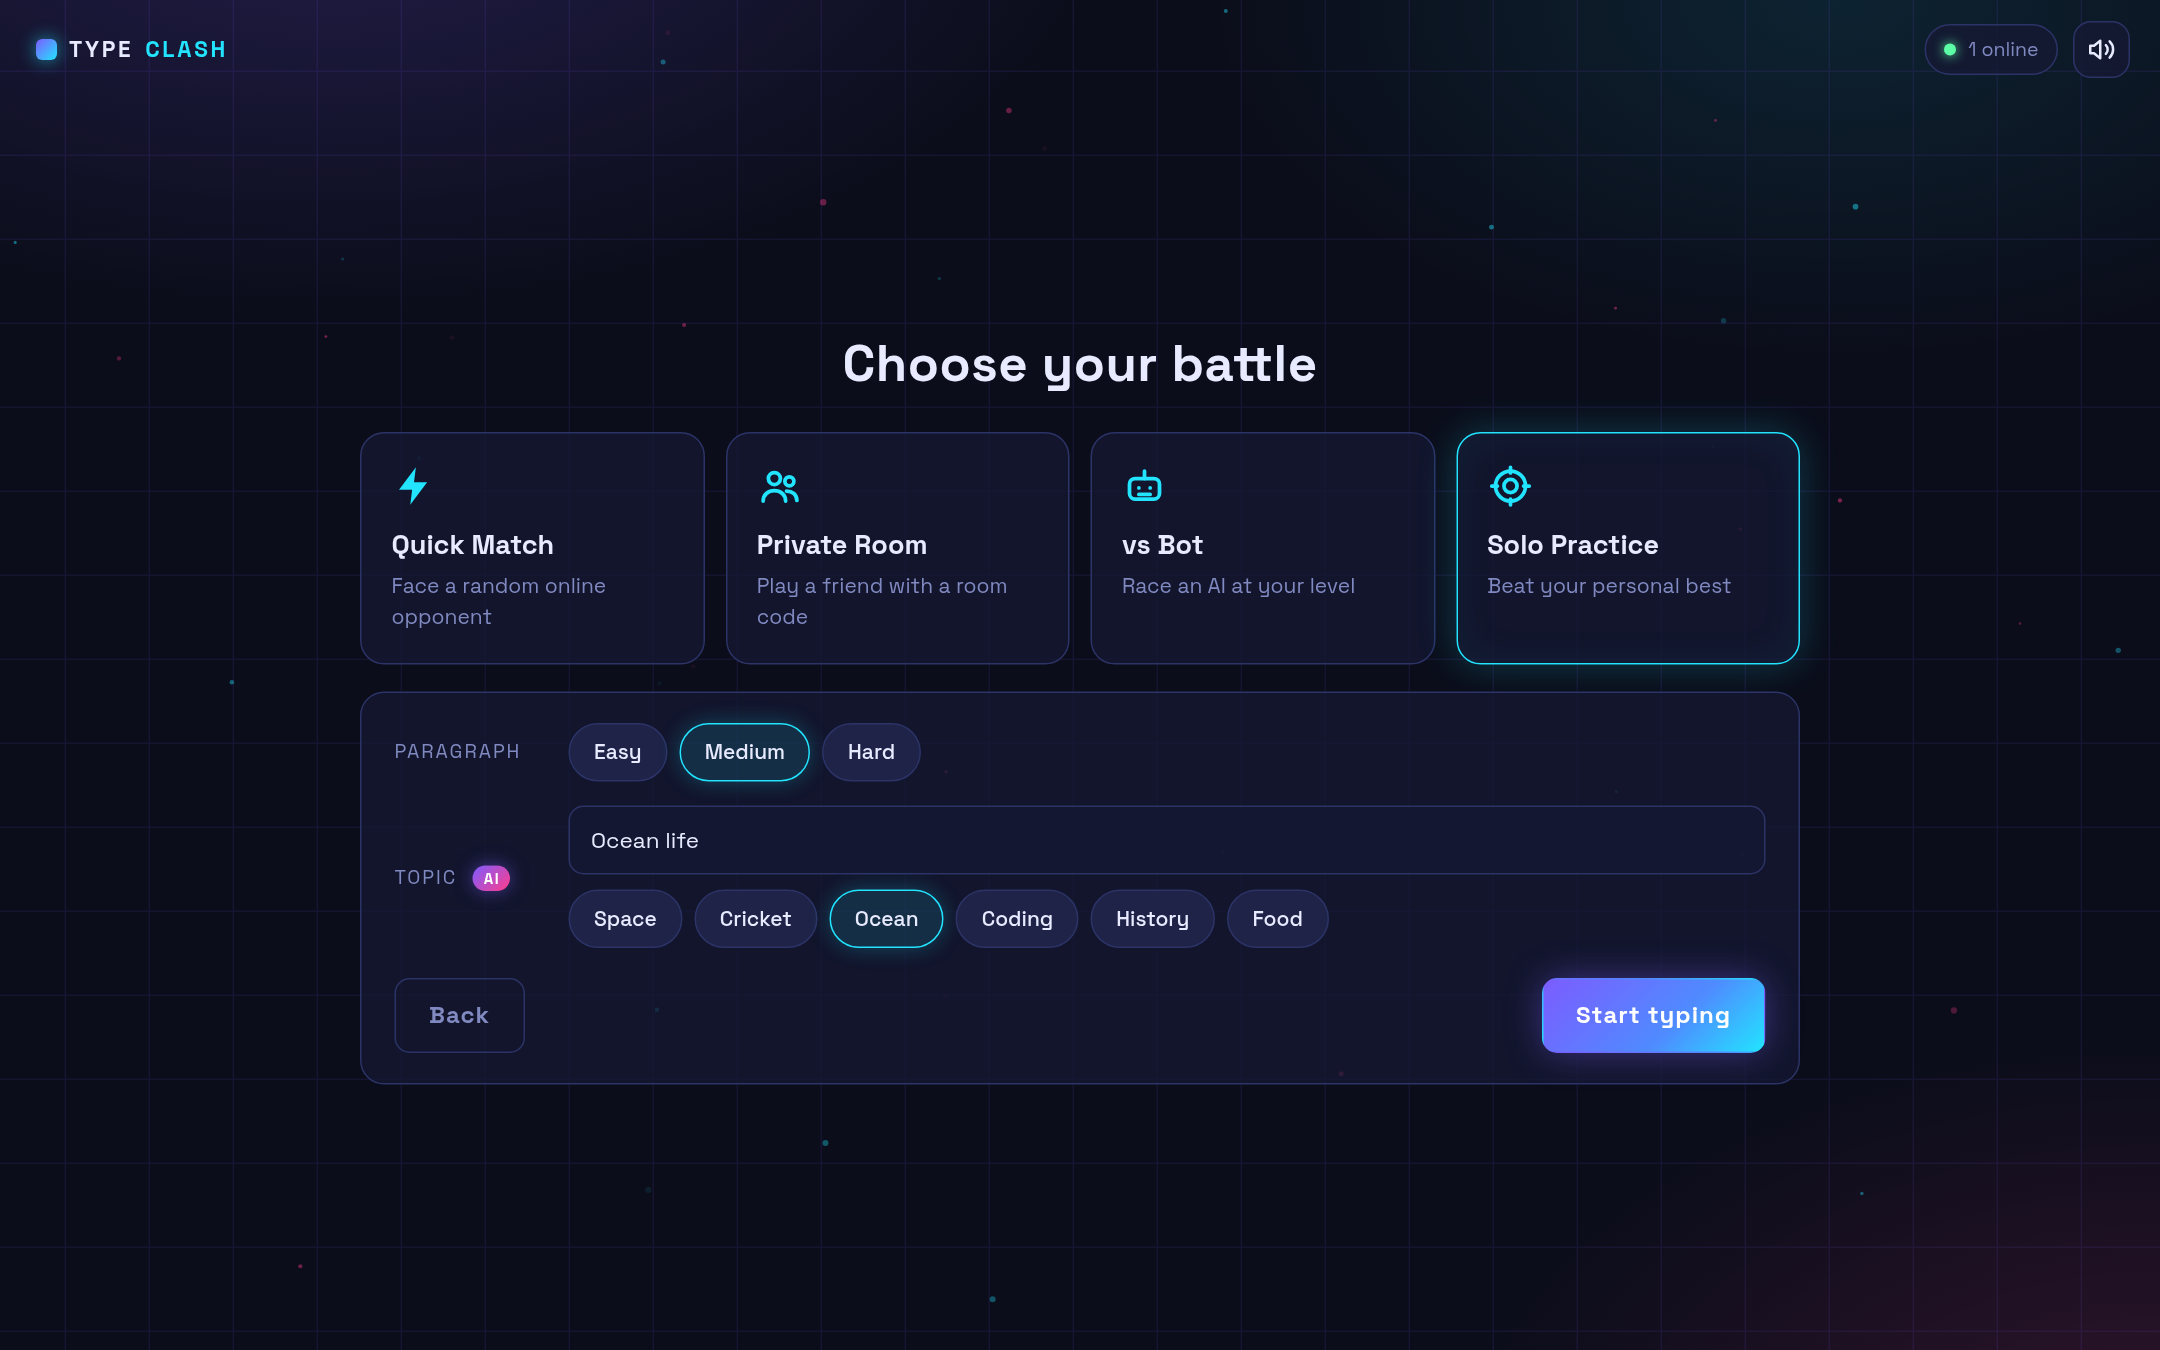 TYPE CLASH
1 online
Choose your battle
Quick Match
Face a random online
opponent
Private Room
Play a friend with a room
code
vs Bot
Race an AI at your level
Solo Practice
Beat your personal best
PARAGRAPH
Easy
Medium
Hard
TOPIC AI
Ocean life
Space
Cricket
Ocean
Coding
History
Food
Back
Start typing